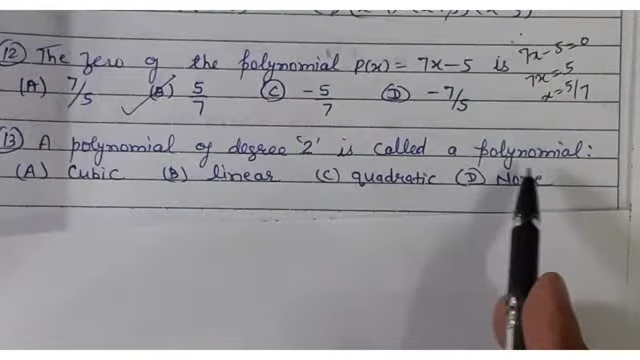 (12) The zero of the polynomial P(x) = 7x-5 is
(A) 7/5 (B) 5/7 (C) -5/7 (D) -7/5
7x-5=0
7x=5
x=5/7
(13) A polynomial of degree '2' is called a polynomial:
(A) Cubic (B) linear (C) quadratic (D) None